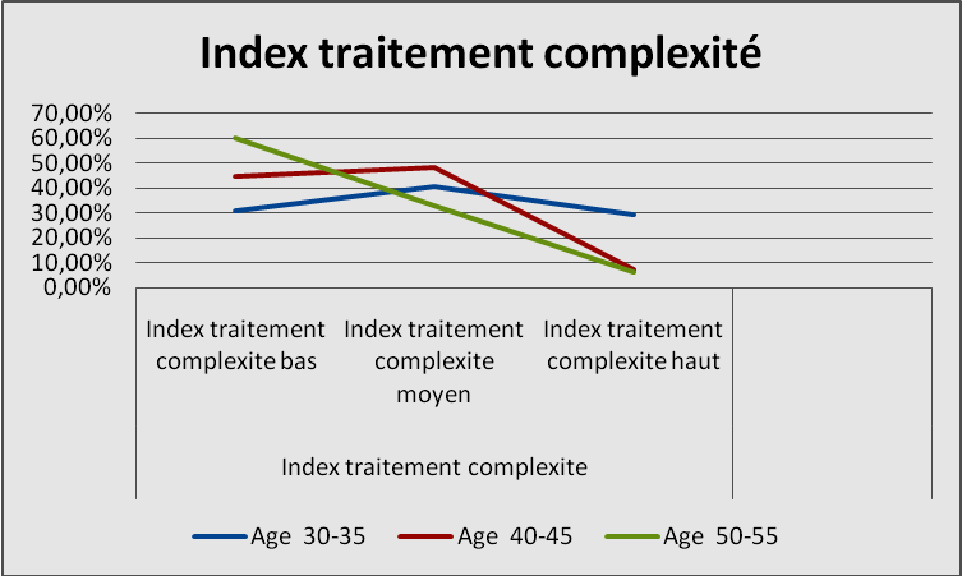 Index traitement complexité
70,00%
60,00%
50,00%
40,00%
30,00%
20,00%
10,00%
0,00%
Index traitement complexite bas
Index traitement complexite moyen
Index traitement complexite haut
Index traitement complexite
Age 30-35
Age 40-45
Age 50-55